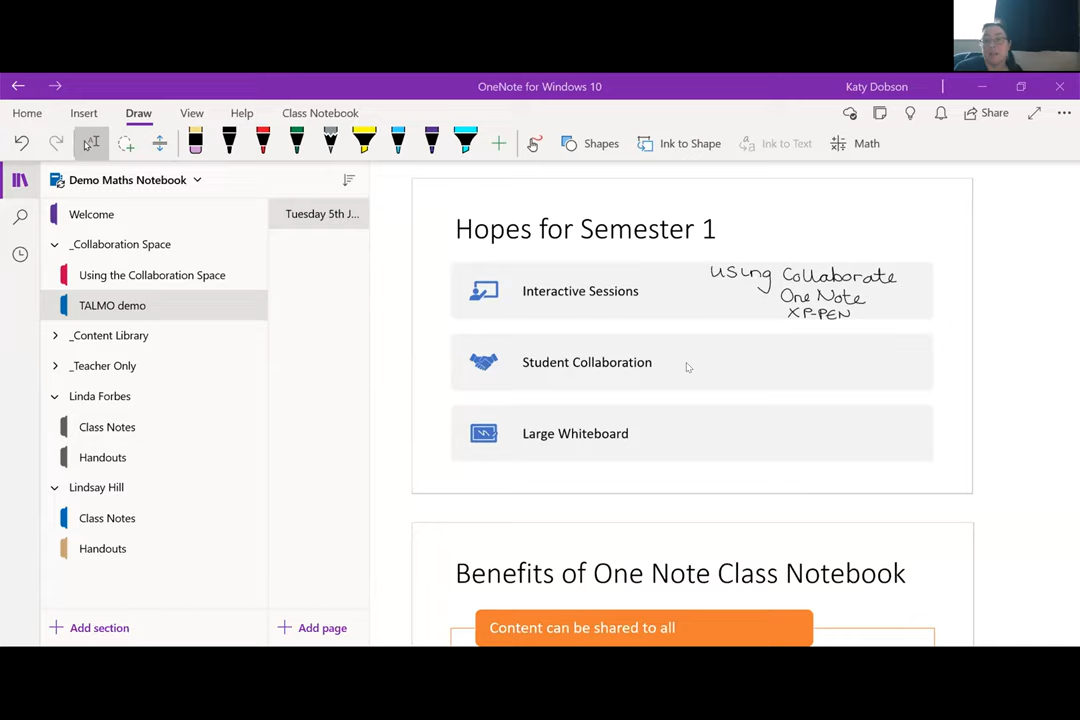 OneNote for Windows 10
Katy Dobson
Home Insert Draw View Help Class Notebook
Share
Shapes Ink to Shape Ink to Text Math
Demo Maths Notebook
Welcome
_Collaboration Space
Using the Collaboration Space
TALMO demo
_Content Library
_Teacher Only
Linda Forbes
Class Notes
Handouts
Lindsay Hill
Class Notes
Handouts
Add section
Tuesday 5th J...
Add page
Hopes for Semester 1
Interactive Sessions
using Collaborate
One Note
XP-PEN
Student Collaboration
Large Whiteboard
Benefits of One Note Class Notebook
Content can be shared to all